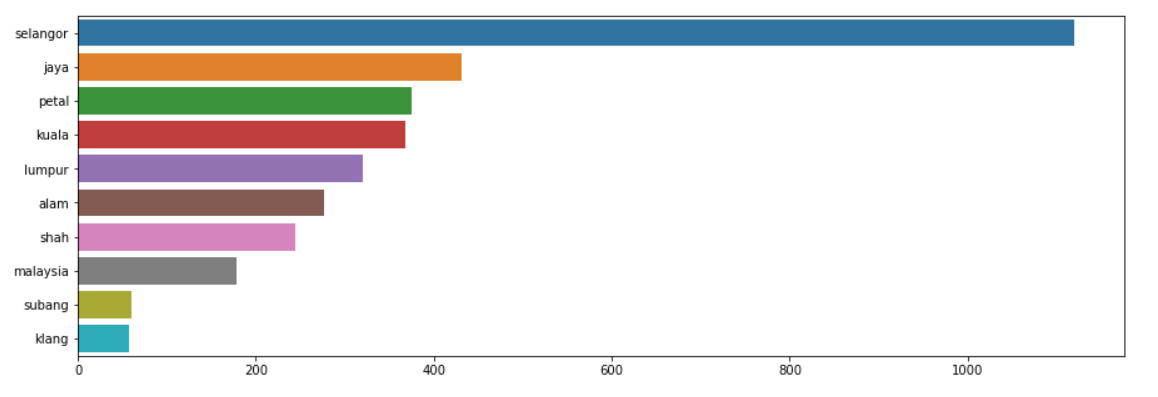 selangor
jaya
petal
kuala
lumpur
alam
shah
malaysia
subang
klang
0 200 400 600 800 1000